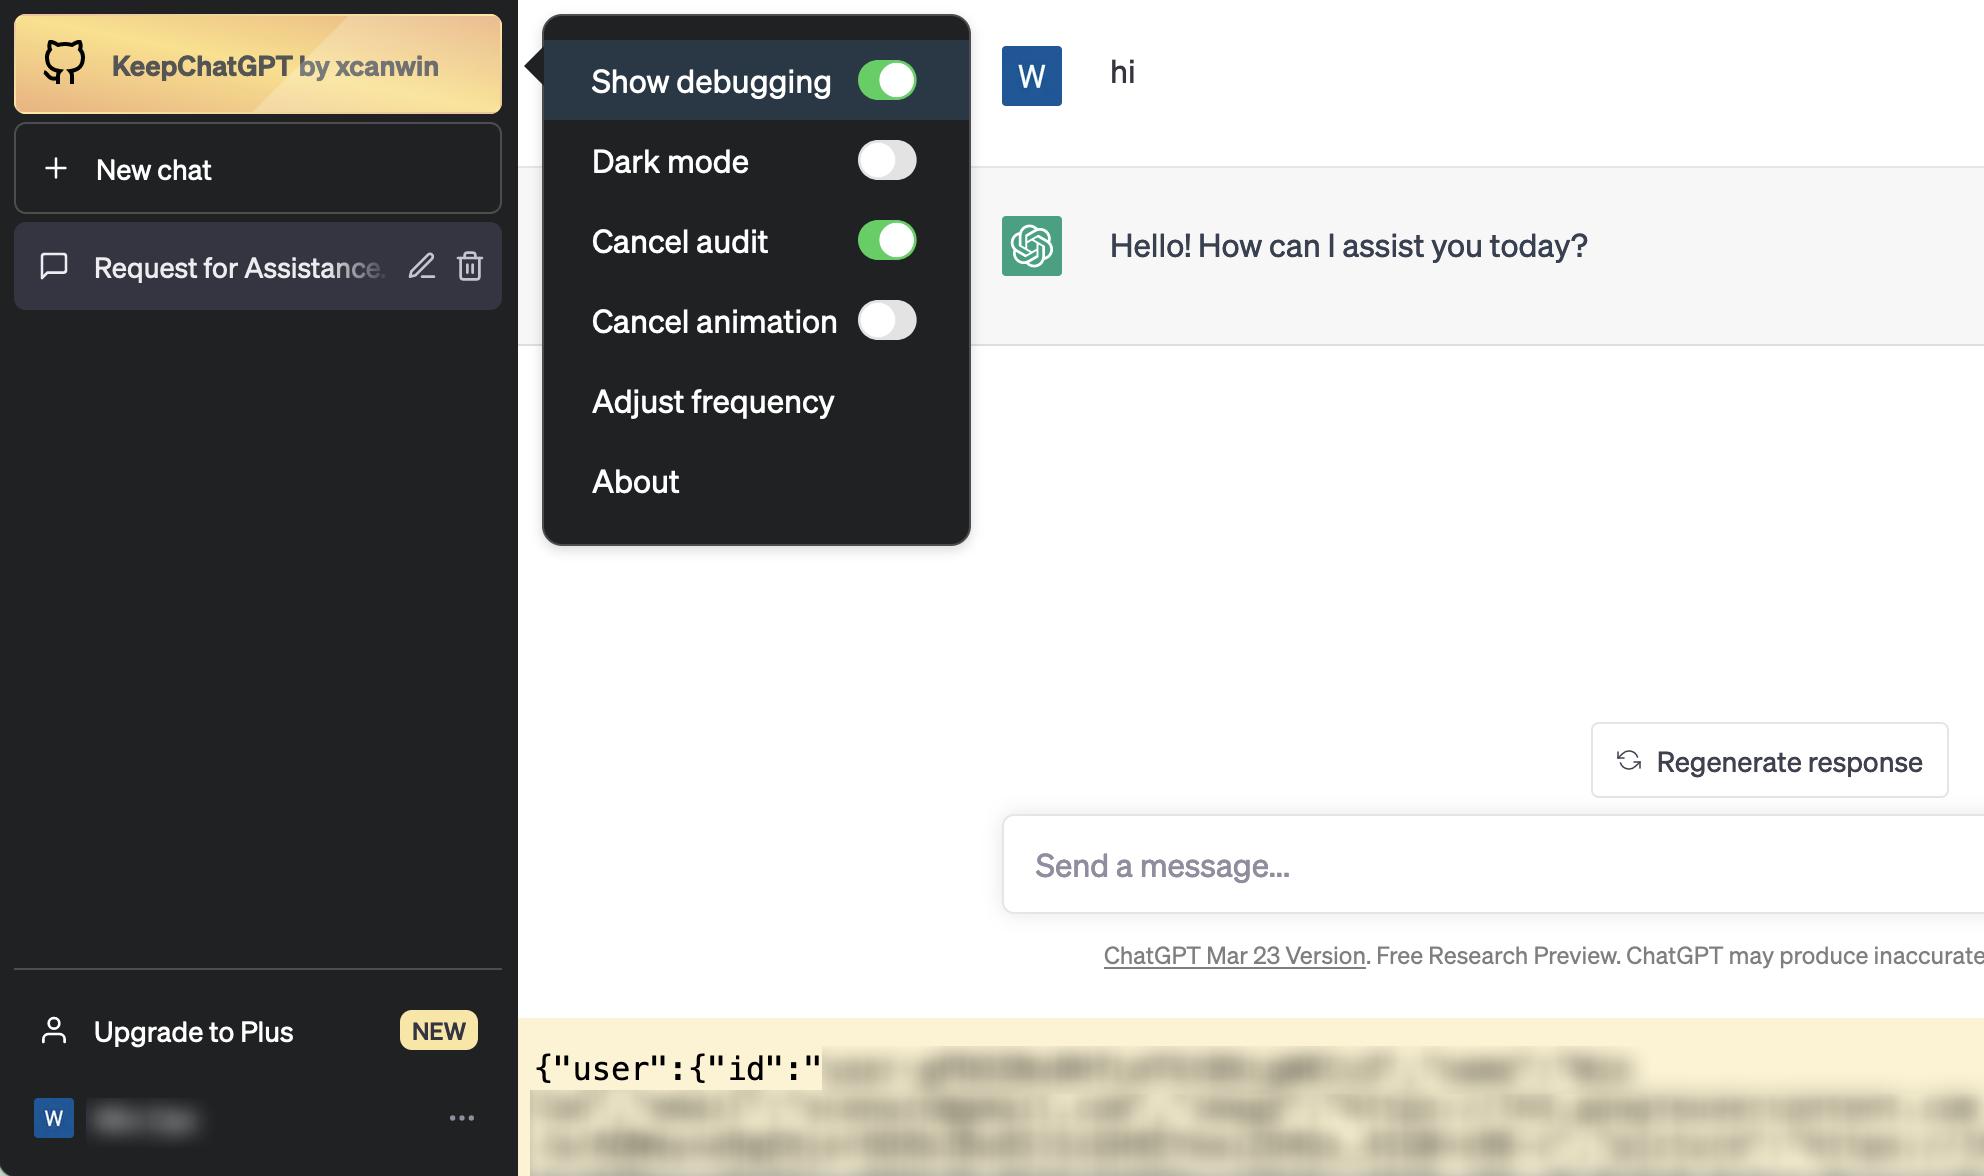 KeepChatGPT by xcanwin
New chat
Request for Assistance.
Upgrade to Plus
NEW
W
Show debugging
Dark mode
Cancel audit
Cancel animation
Adjust frequency
About
W
hi
Hello! How can I assist you today?
Regenerate response
Send a message...
ChatGPT Mar 23 Version. Free Research Preview. ChatGPT may produce inaccurate
{"user":{"id":"